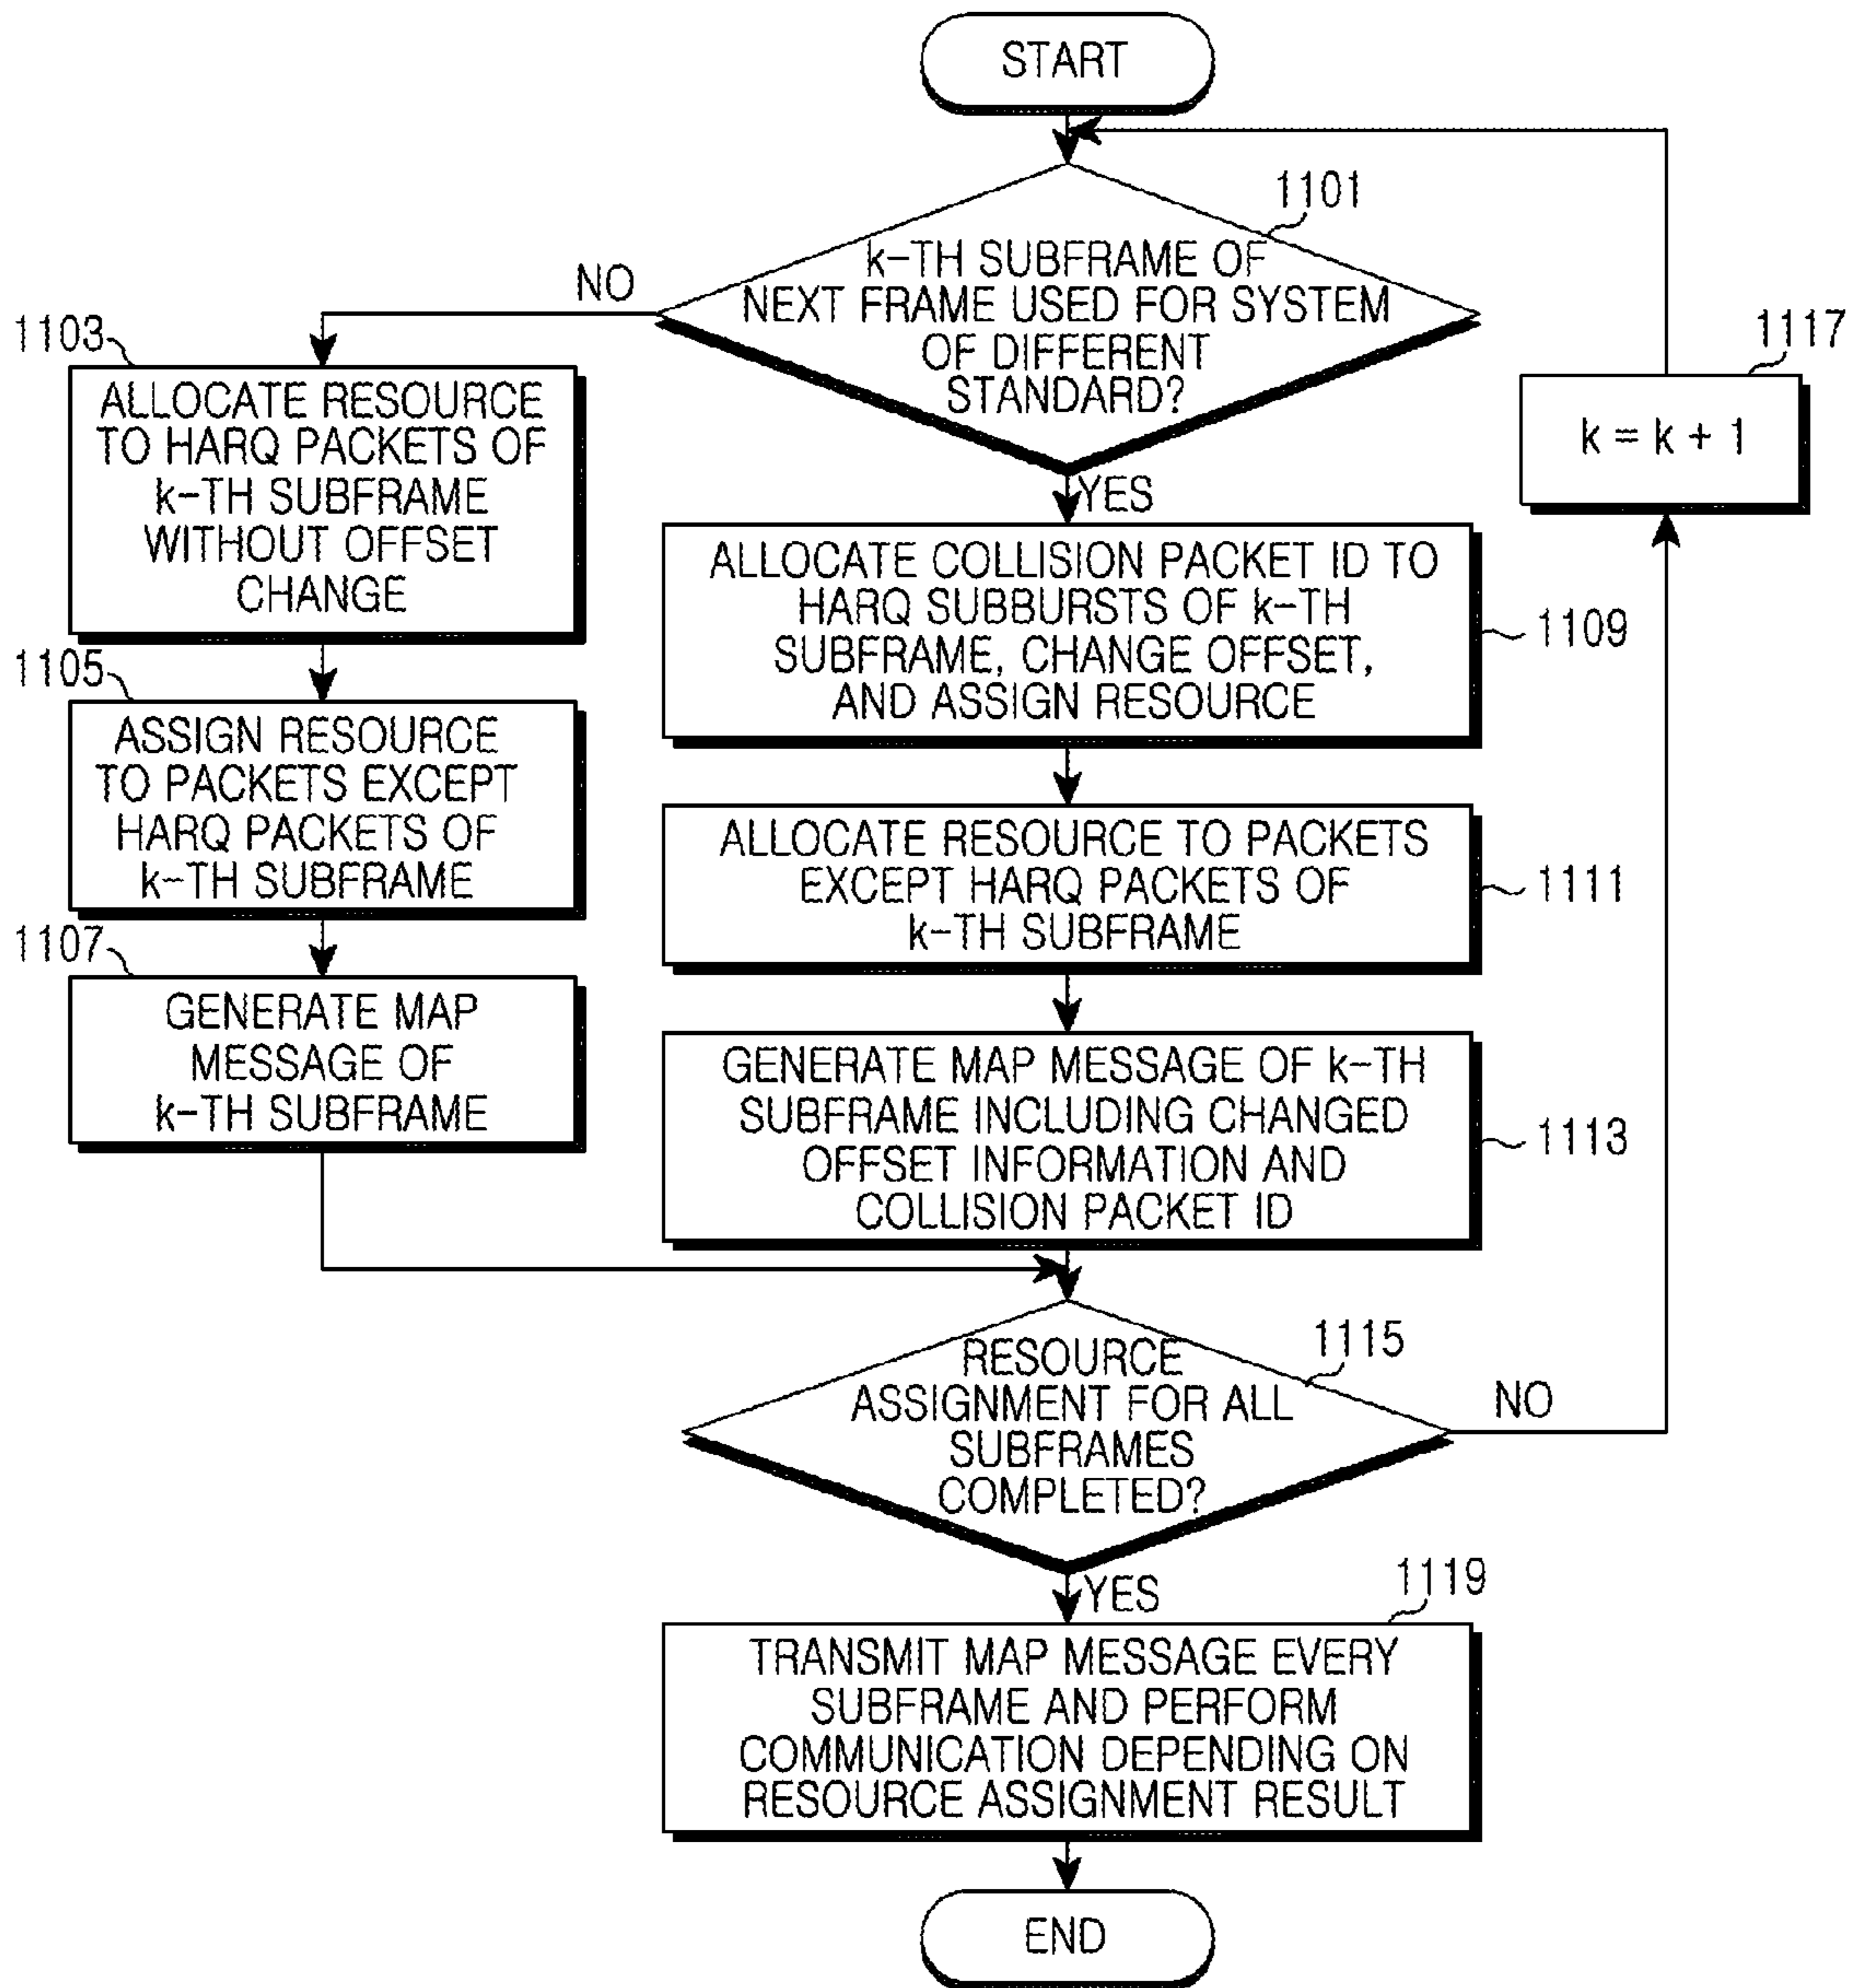 START
1101
k-TH SUBFRAME OF
NEXT FRAME USED FOR SYSTEM
OF DIFFERENT
STANDARD?
NO
YES
1103
ALLOCATE RESOURCE
TO HARQ PACKETS OF
k-TH SUBFRAME
WITHOUT OFFSET
CHANGE
1105
ASSIGN RESOURCE
TO PACKETS EXCEPT
HARQ PACKETS OF
k-TH SUBFRAME
1107
GENERATE MAP
MESSAGE OF
k-TH SUBFRAME
ALLOCATE COLLISION PACKET ID TO
HARQ SUBBURSTS OF k-TH
SUBFRAME, CHANGE OFFSET,
AND ASSIGN RESOURCE
1109
ALLOCATE RESOURCE TO PACKETS
EXCEPT HARQ PACKETS OF
k-TH SUBFRAME
1111
GENERATE MAP MESSAGE OF k-TH
SUBFRAME INCLUDING CHANGED
OFFSET INFORMATION AND
COLLISION PACKET ID
1113
1115
RESOURCE
ASSIGNMENT FOR ALL
SUBFRAMES
COMPLETED?
NO
YES
1117
k = k + 1
1119
TRANSMIT MAP MESSAGE EVERY
SUBFRAME AND PERFORM
COMMUNICATION DEPENDING ON
RESOURCE ASSIGNMENT RESULT
END